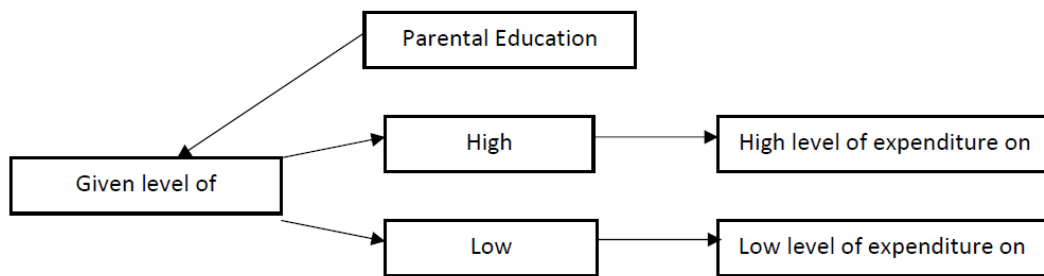 Parental Education
High
High level of expenditure on
Given level of
Low
Low level of expenditure on